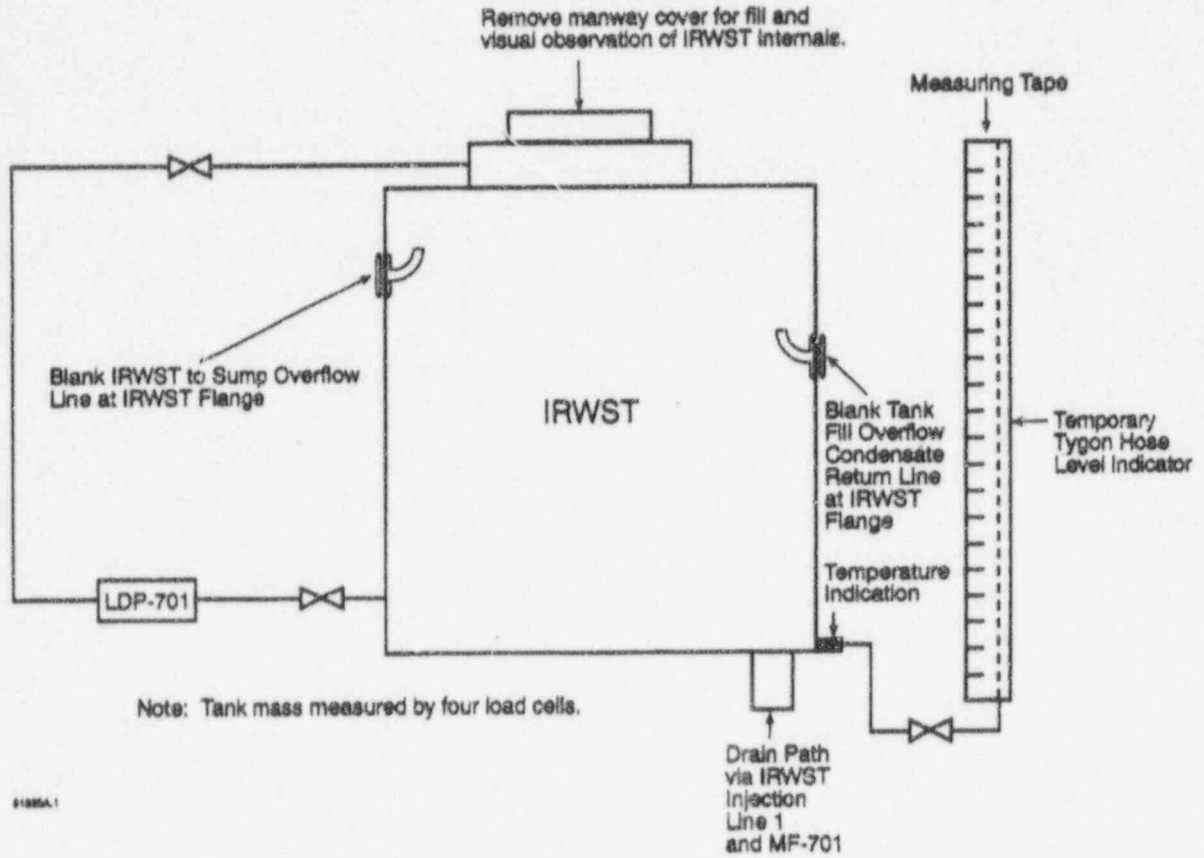 Remove manway cover for fill and
visual observation of IRWST internals.
Measuring Tape
Blank IRWST to Sump Overflow
Line at IRWST Flange
IRWST
Blank Tank
Fill Overflow
Condensate
Return Line
at IRWST
Flange
Temporary
Tygon Hose
Level Indicator
Temperature
Indication
LDP-701
Note: Tank mass measured by four load cells.
Drain Path
via IRWST
Injection
Line 1
and MF-701